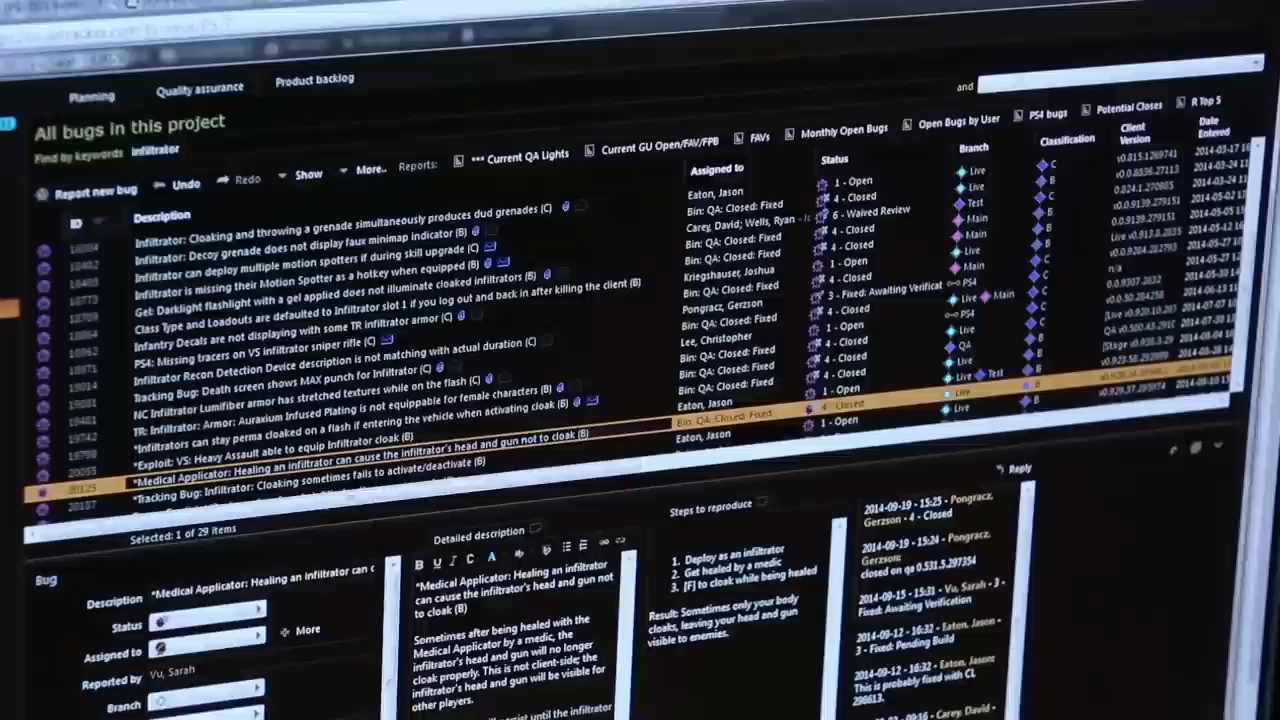 Planning Quality assurance Product backlog
and
All bugs in this project
Find by keywords infiltrator
Report new bug Undo Redo Show More.. Reports: *** Current QA Lights Current GU Open/FAV/FPB FAVs Monthly Open Bugs Open Bugs by User PS4 bugs Potential Closes R Top 5
ID Description Assigned to Status Branch Classification Client Version Date Entered
Infiltrator: Cloaking and throwing a grenade simultaneously produces dud grenades (C)
Infiltrator: Decoy grenade does not display faux minimap indicator (B)
Infiltrator can deploy multiple motion spotters if during skill upgrade (C)
Infiltrator is missing their Motion Spotter as a hotkey when equipped (B)
Gel: Darklight flashlight with a gel applied does not illuminate cloaked infiltrators (B)
Class Type and Loadouts are defaulted to Infiltrator slot 1 if you log out and back in after killing the client (B)
Infantry Decals are not displaying with some TR infiltrator armor (C)
PS4: Missing tracers on VS infiltrator sniper rifle (C)
Infiltrator Recon Detection Device description is not matching with actual duration (C)
Tracking Bug: Death screen shows MAX punch for Infiltrator (C)
NC Infiltrator Lumifiber armor has stretched textures while on the flash (C)
TR: Infiltrator: Armor: Auraxium Infused Plating is not equippable for female characters (B)
*Infiltrators can stay perma cloaked on a flash if entering the vehicle when activating cloak (B)
*Exploit: VS: Heavy Assault able to equip Infiltrator cloak (B)
*Medical Applicator: Healing an infiltrator can cause the infiltrator's head and gun not to cloak (B)
*Tracking Bug: Infiltrator: Cloaking sometimes fails to activate/deactivate (B)
Eaton, Jason
Bin: QA: Closed: Fixed
Carey, David; Wells, Ryan
Bin: QA: Closed: Fixed
Bin: QA: Closed: Fixed
Kriegshauser, Joshua
Bin: QA: Closed: Fixed
Pongracz, Gerzson
Bin: QA: Closed: Fixed
Lee, Christopher
Bin: QA: Closed: Fixed
Bin: QA: Closed: Fixed
Bin: QA: Closed: Fixed
Eaton, Jason
Bin: QA: Closed: Fixed
Eaton, Jason
1 - Open
4 - Closed
6 - Waived Review
4 - Closed
4 - Closed
1 - Open
4 - Closed
3 - Fixed: Awaiting Verificat
4 - Closed
1 - Open
4 - Closed
4 - Closed
4 - Closed
1 - Open
4 - Closed
1 - Open
Live
Live
Test
Main
Main
Live
Main
PS4
Live Main
PS4
Live
QA
Live
Live Test
Live
Live
Selected: 1 of 29 items
Reply
Bug
Description *Medical Applicator: Healing an infiltrator can c
Status
More
Assigned to
Reported by Vu, Sarah
Branch
Detailed description
B U I C A
*Medical Applicator: Healing an infiltrator
can cause the infiltrator's head and gun not
to cloak (B)
Sometimes after being healed with the
Medical Applicator by a medic, the
infiltrator's head and gun will no longer
cloak properly. This is not client-side; the
infiltrator's head and gun will be visible for
other players.
persist until the infiltrator
Steps to reproduce
1. Deploy as an infiltrator
2. Get healed by a medic
3. [F] to cloak while being healed
Result: Sometimes only your body
cloaks, leaving your head and gun
visible to enemies.
2014-09-19 - 15:25 - Pongracz,
Gerzson - 4 - Closed
2014-09-19 - 15:24 - Pongracz,
Gerzson:
closed on qa 0.531.5.297354
2014-09-15 - 15:31 - Vu, Sarah - 3 -
Fixed: Awaiting Verification
2014-09-12 - 16:32 - Eaton, Jason -
3 - Fixed: Pending Build
2014-09-12 - 16:32 - Eaton, Jason:
This is probably fixed with CL
296613.
09:16 - Carey, David -